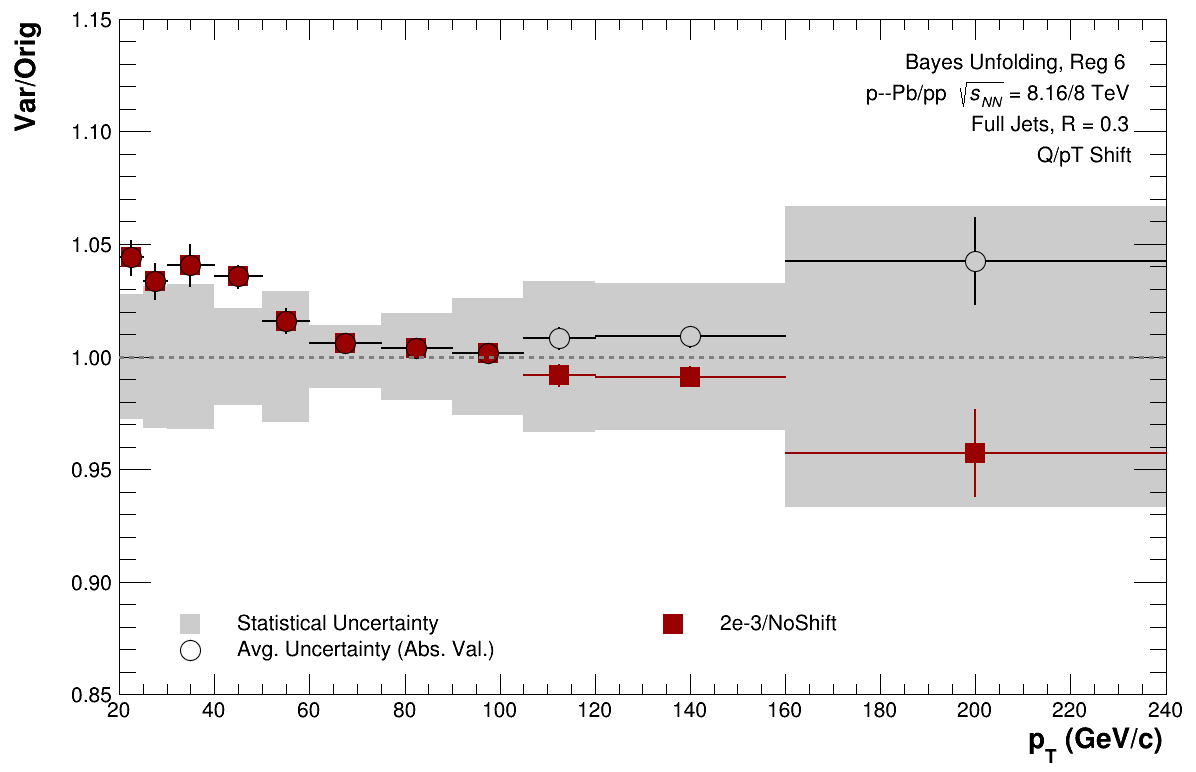 Var/Orig
1.15
1.10
1.05
1.00
0.95
0.90
0.85
Bayes Unfolding, Reg 6
p--Pb/pp √s_NN = 8.16/8 TeV
Full Jets, R = 0.3
Q/pT Shift
Statistical Uncertainty
Avg. Uncertainty (Abs. Val.)
2e-3/NoShift
20 40 60 80 100 120 140 160 180 200 220 240
p_T (GeV/c)